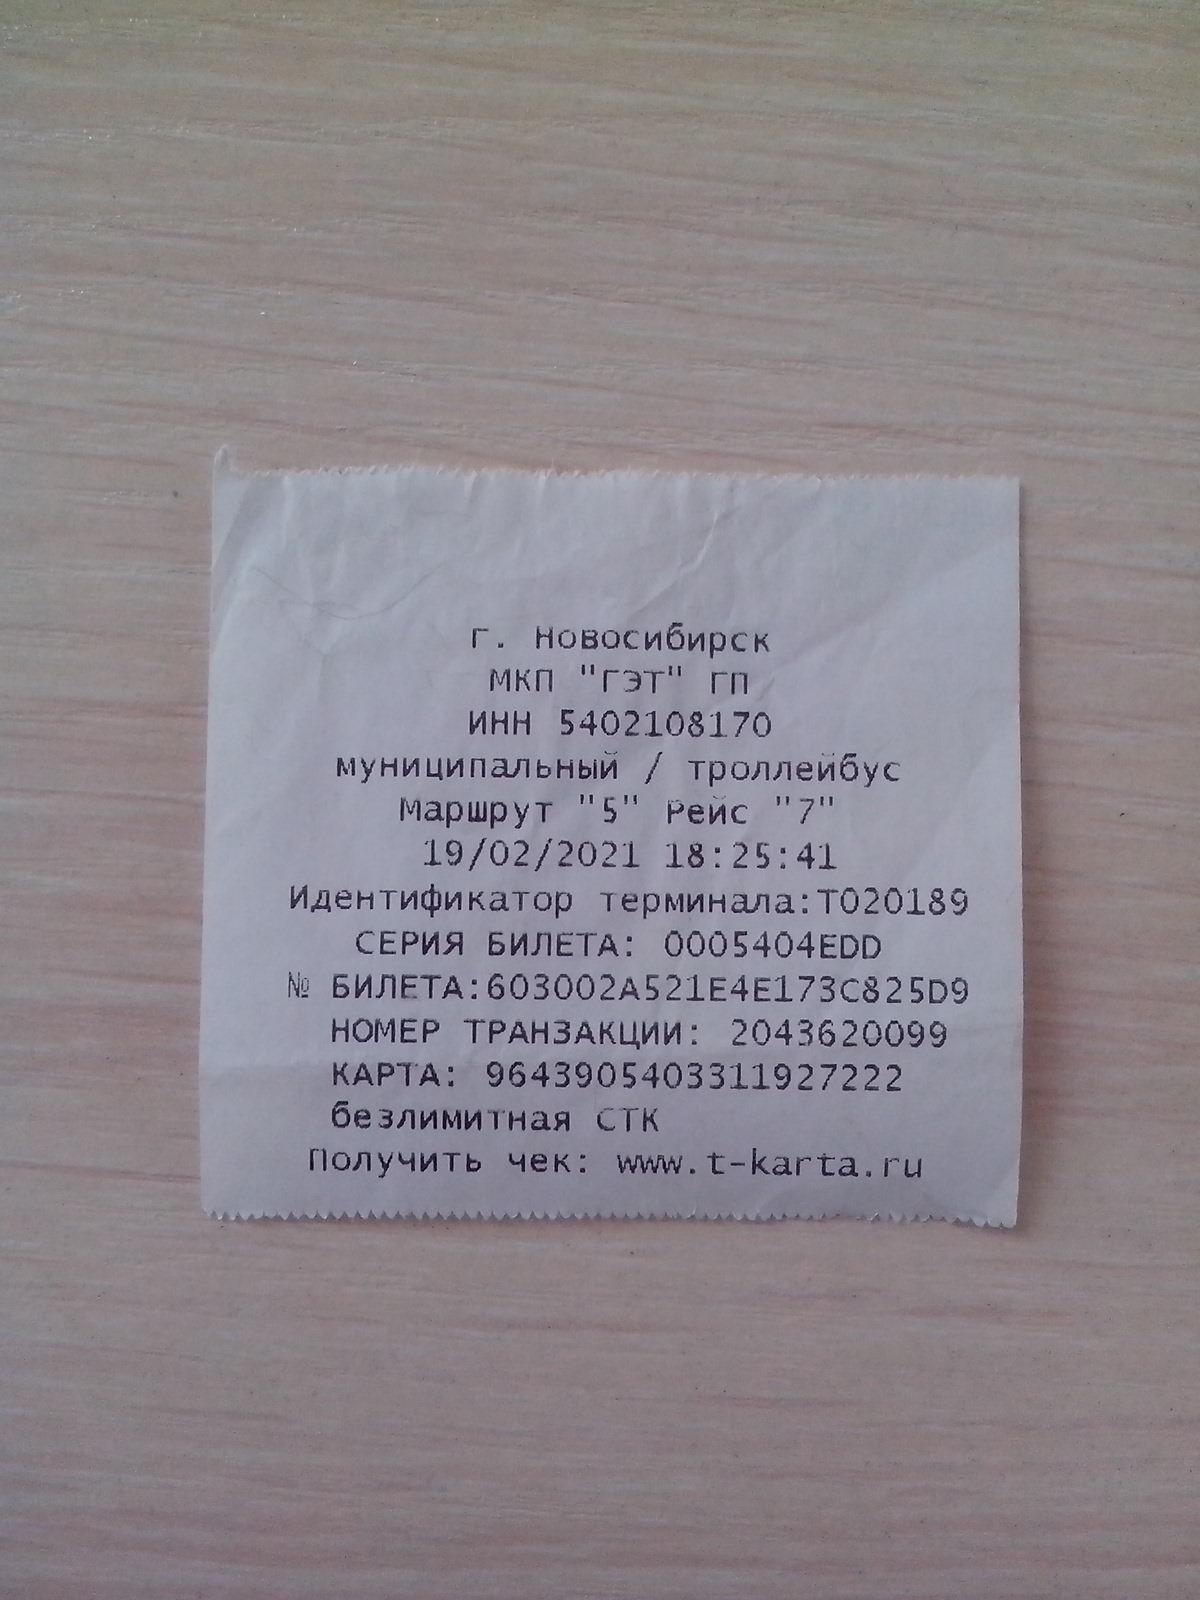 г. Новосибирск
МКП "ГЭТ" ГП
ИНН 5402108170
муниципальный / троллейбус
Маршрут "5" Рейс "7"
19/02/2021 18:25:41
Идентификатор терминала:T020189
СЕРИЯ БИЛЕТА: 0005404EDD
№ БИЛЕТА:603002A521E4E173C825D9
НОМЕР ТРАНЗАКЦИИ: 2043620099
КАРТА: 9643905403311927222
безлимитная СТК
Получить чек: www.t-karta.ru